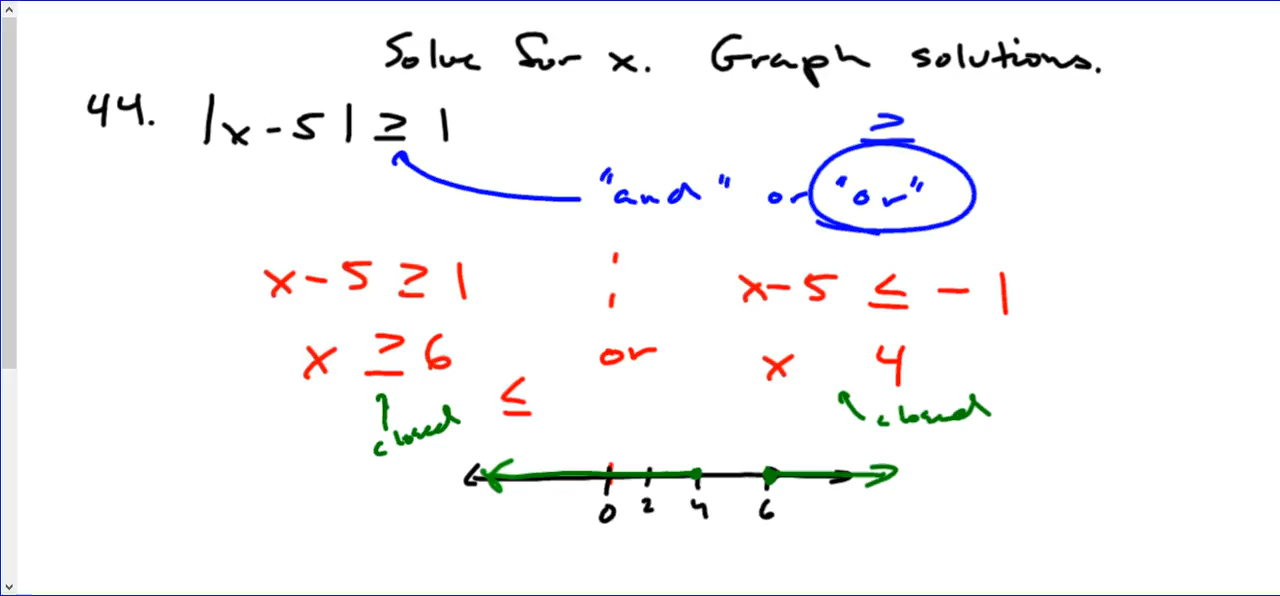 Solve for x. Graph solutions.
44. |x - 5| ≥ 1
≥
"and" or "or"
x - 5 ≥ 1 x - 5 ≤ - 1
x ≥ 6 or x 4
≤
closed closed
0 2 4 6